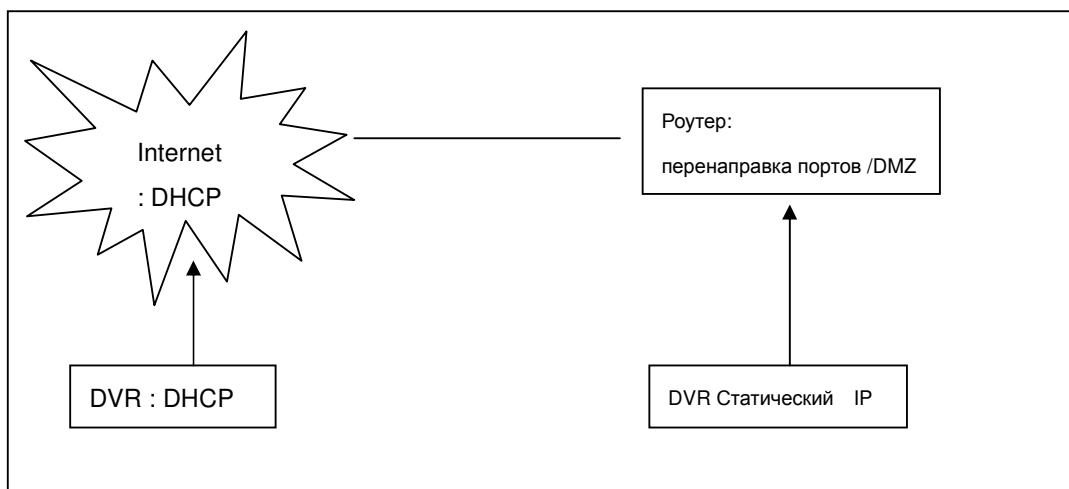 Internet
: DHCP
Роутер:
перенаправка портов /DMZ
DVR : DHCP
DVR Статический IP